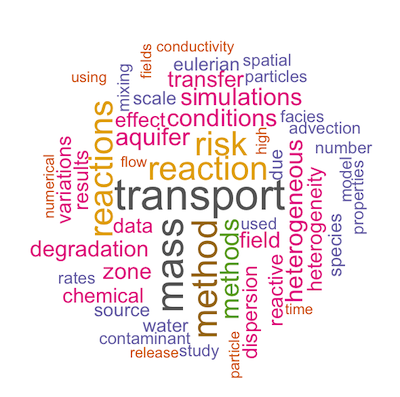 conductivity
fields
eulerian
spatial
using
mixing
transfer
particles
scale
simulations
reactions
effect
conditions
facies
aquifer
risk
high
advection
numerical
variations
results
flow
reaction
due
heterogeneous
number
model
properties
transport
heterogeneity
data
mass
method
methods
used
field
species
degradation
zone
rates
chemical
dispersion
reactive
source
time
water
contaminant
release
study
particle